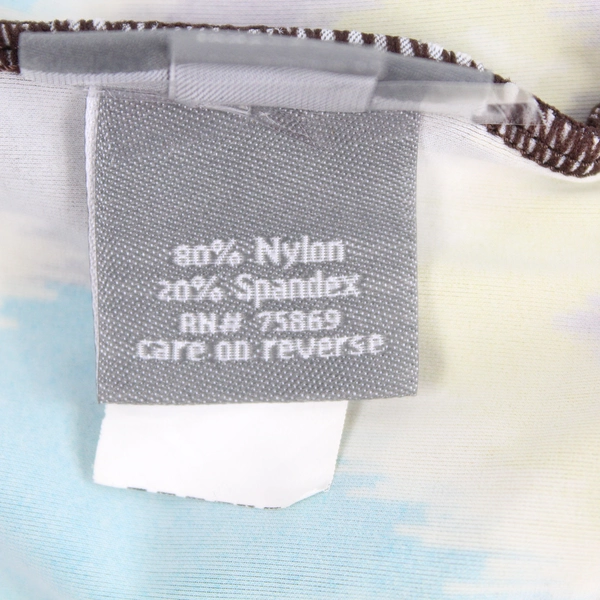 80% Nylon
20% Spandex
RN# 75869
care on reverse